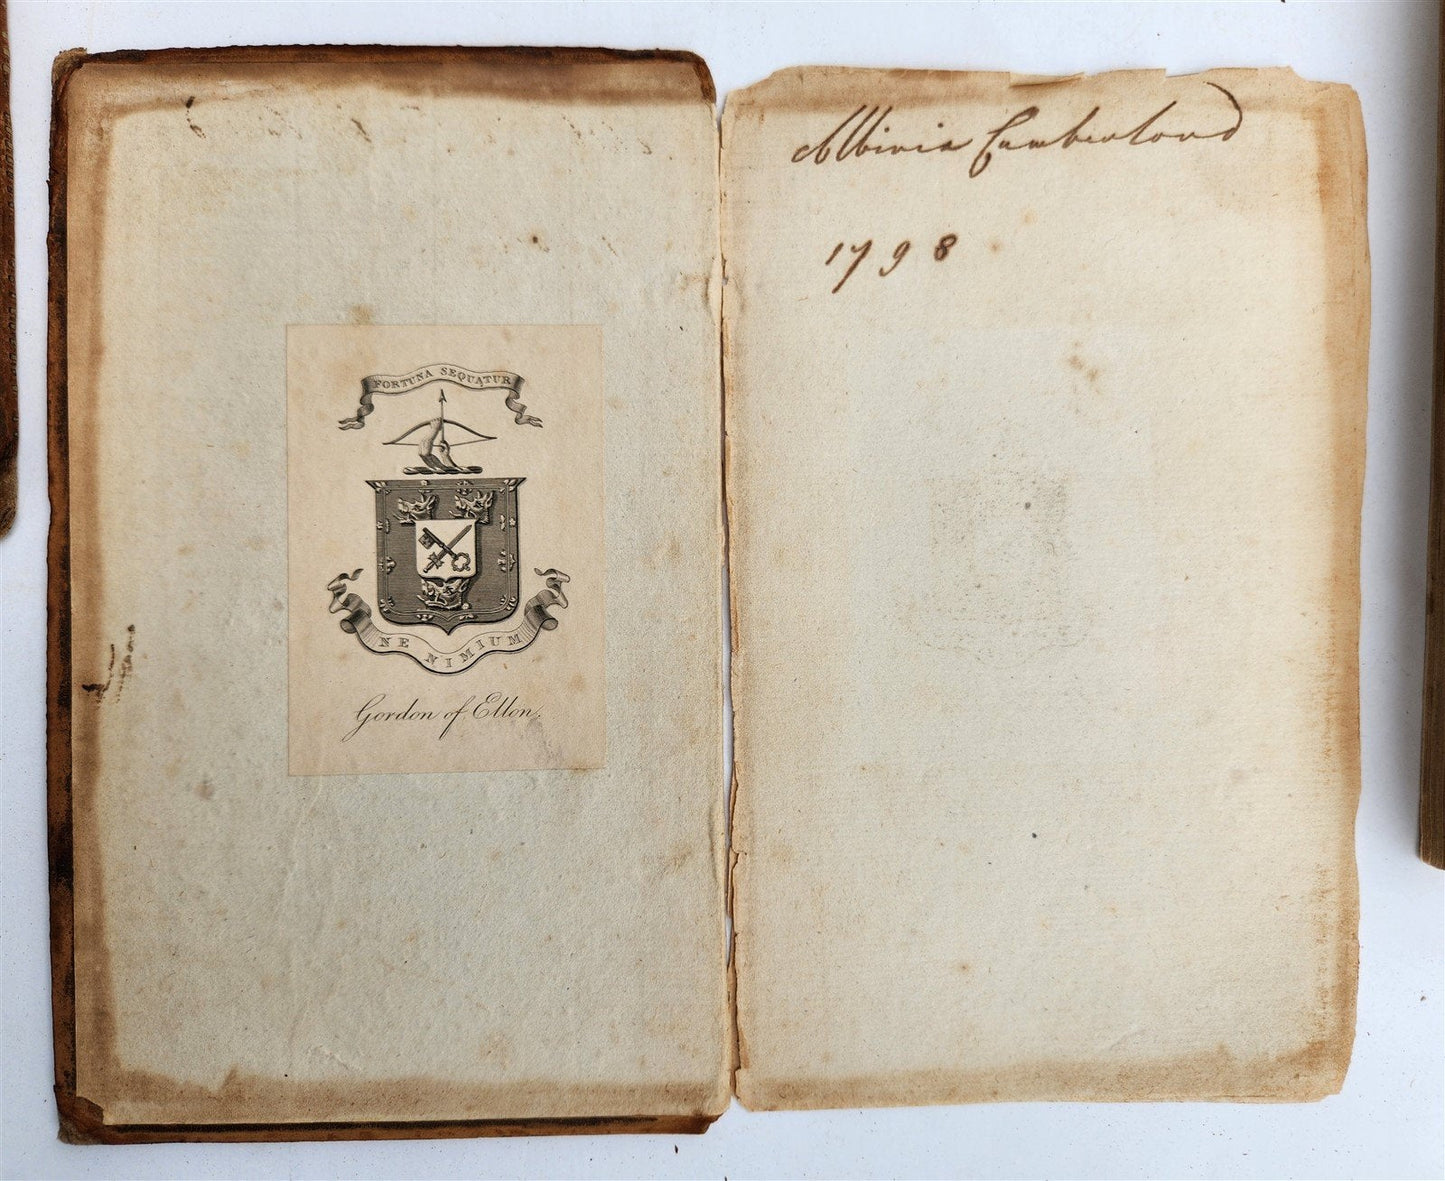 FORTUNA SEQUATUR
NE NIMIUM
Gordon of Ellon.
Albinia Cumberland
1798